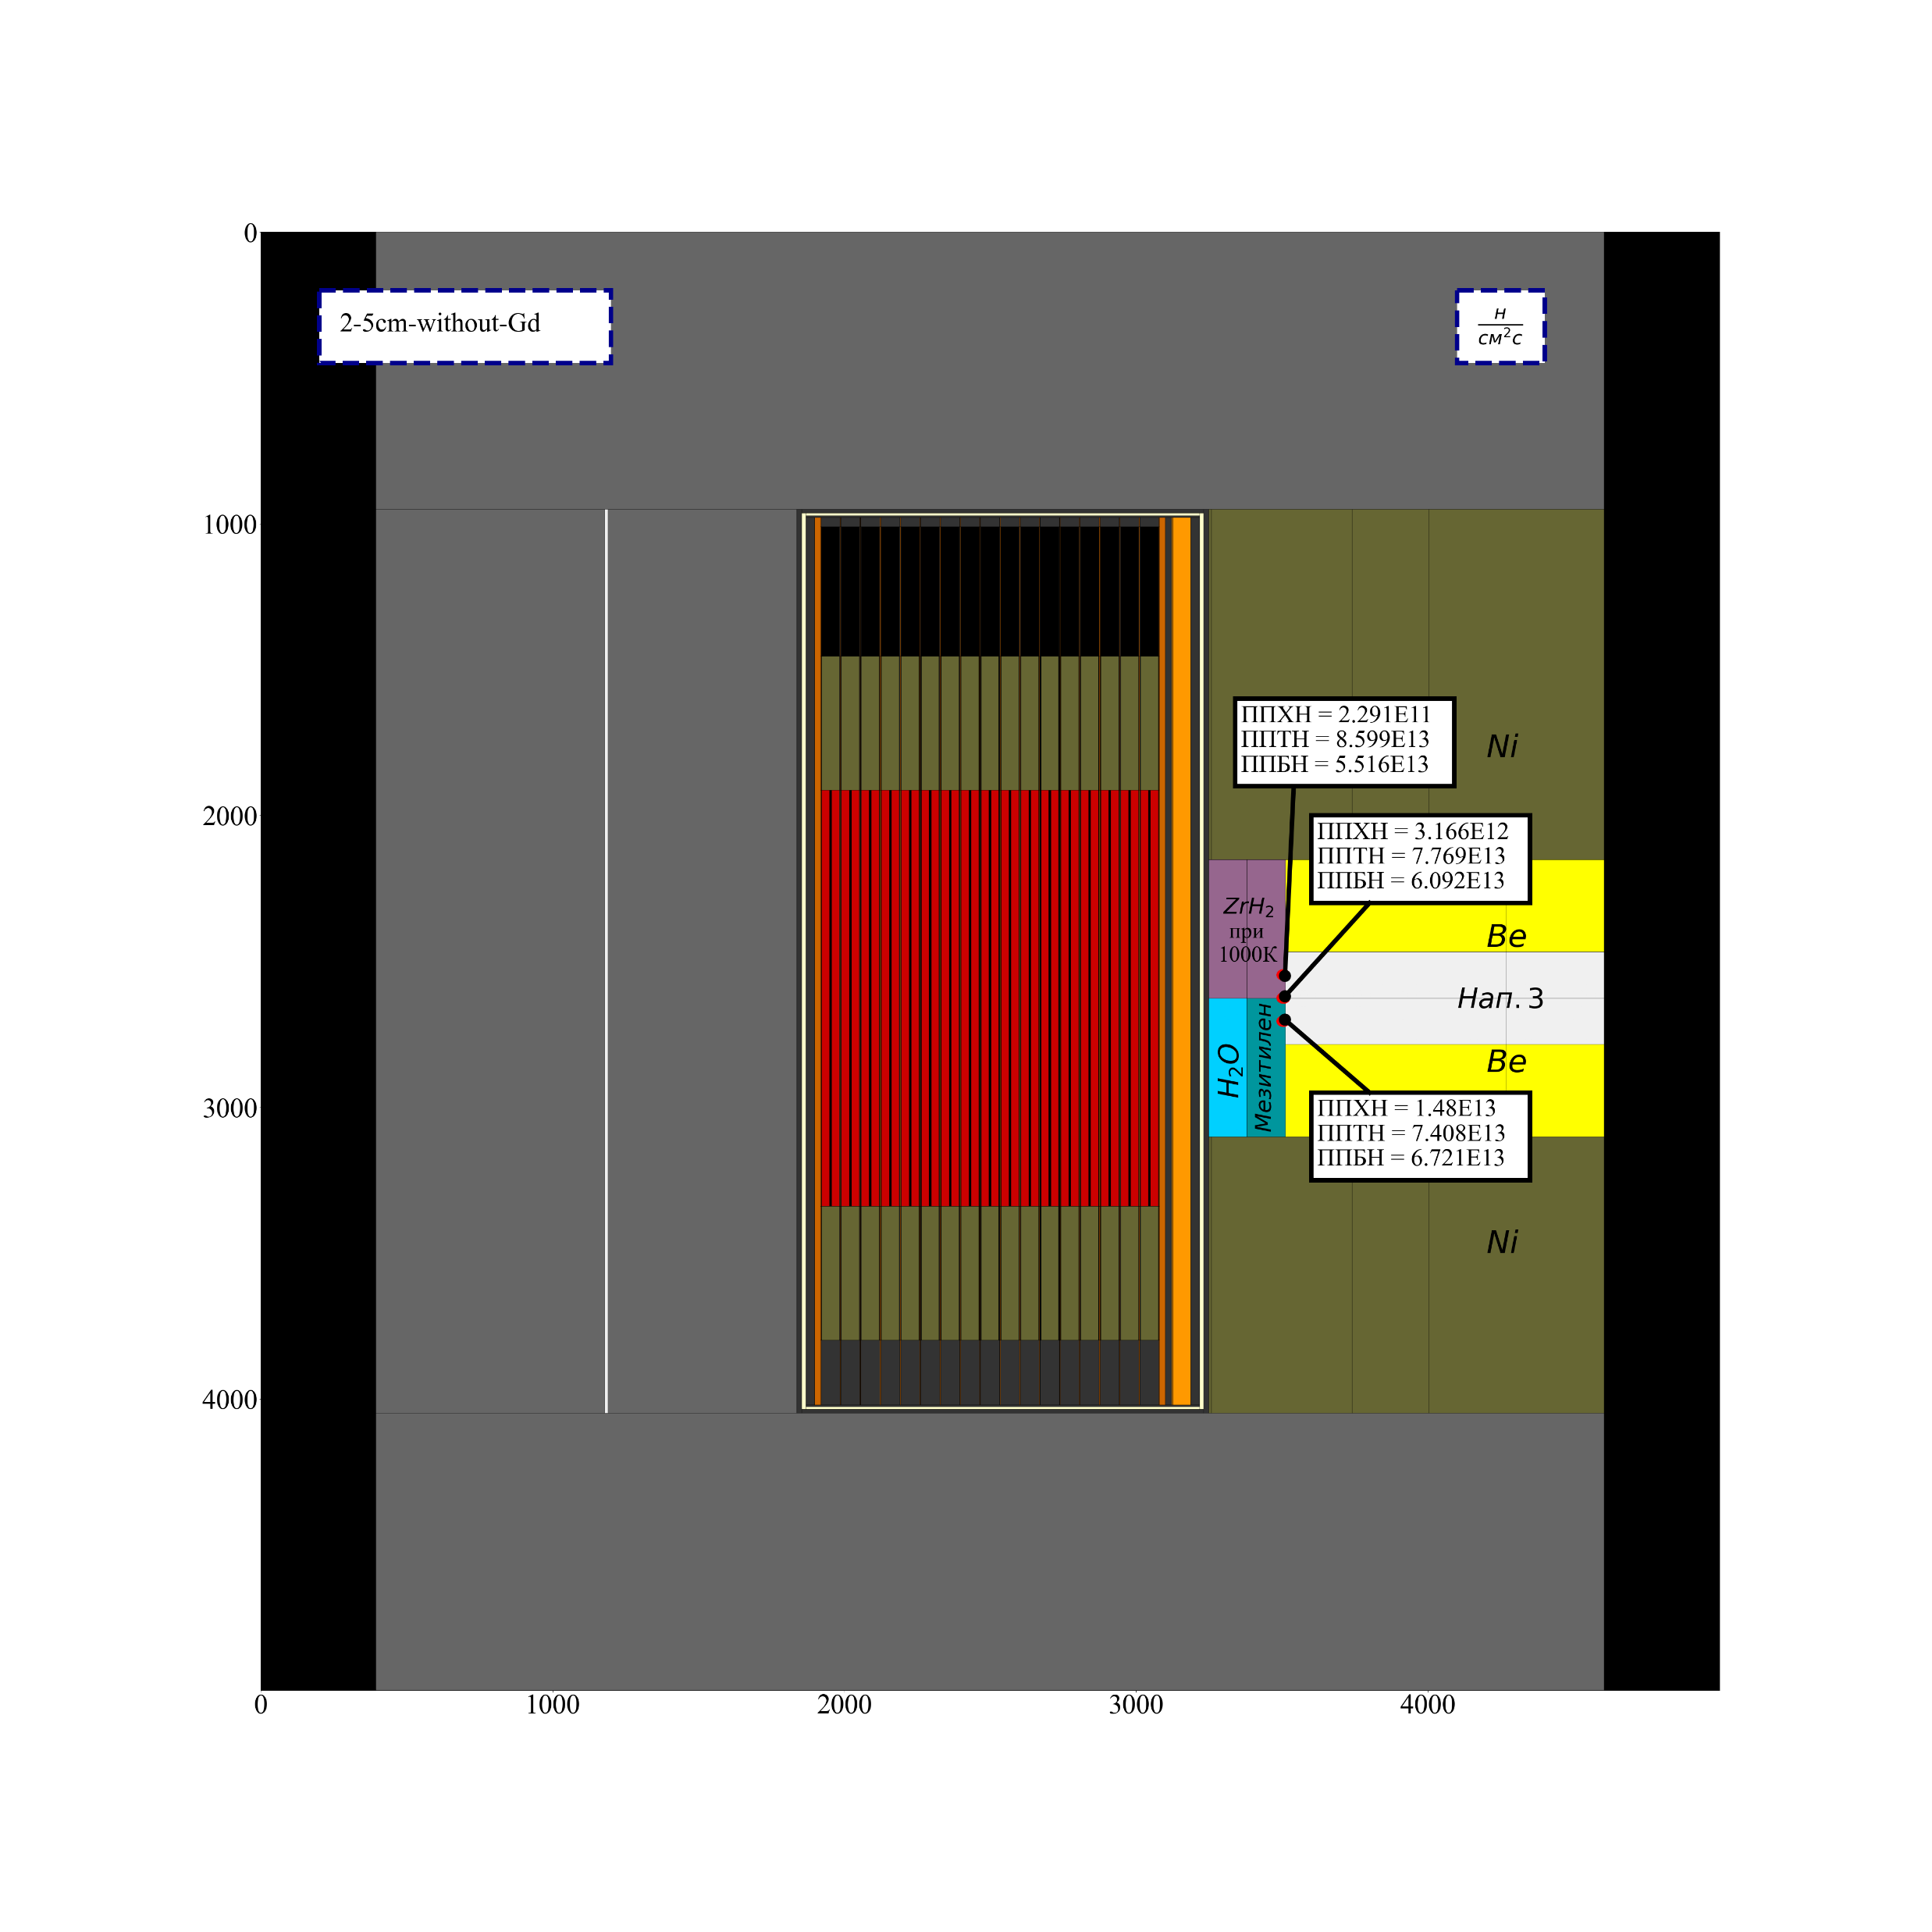 0
2-5cm-without-Gd
н
см²с
1000
ППХН = 2.291E11
ППТН = 8.599E13
ППБН = 5.516E13
Ni
2000
ППХН = 3.166E12
ППТН = 7.769E13
ППБН = 6.092E13
ZrH₂
при
1000К
Be
Нап. 3
H₂O
Мезитилен
Be
3000
ППХН = 1.48E13
ППТН = 7.408E13
ППБН = 6.721E13
Ni
4000
0 1000 2000 3000 4000